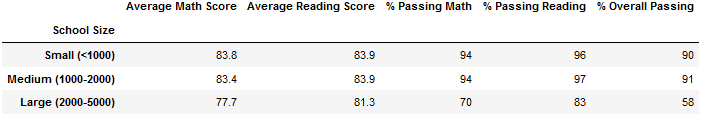 Average Math Score Average Reading Score % Passing Math % Passing Reading % Overall Passing
School Size
Small (<1000) 83.8 83.9 94 96 90
Medium (1000-2000) 83.4 83.9 94 97 91
Large (2000-5000) 77.7 81.3 70 83 58